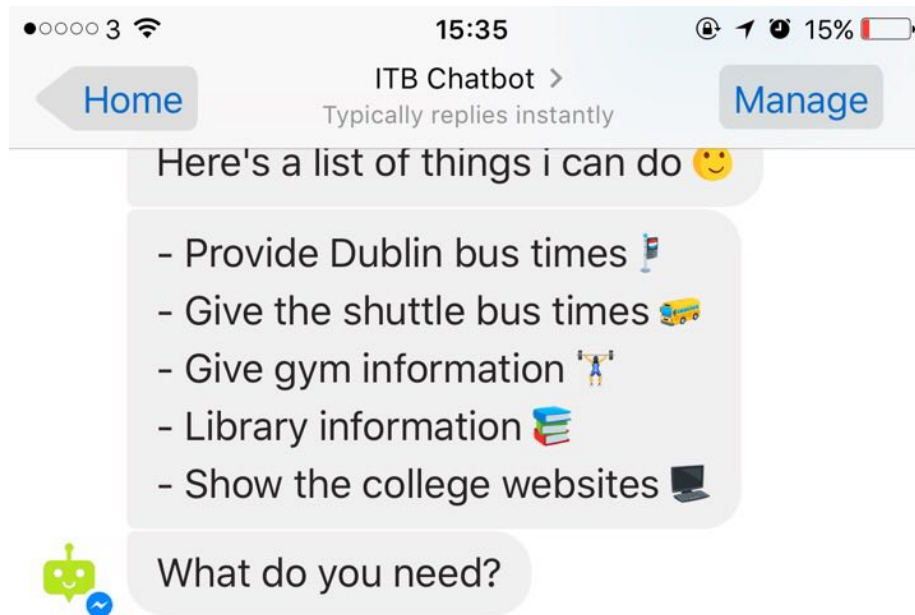 ●○○○○ 3 15:35 15%
Home
ITB Chatbot >
Manage
Typically replies instantly
Here's a list of things i can do 🙂
- Provide Dublin bus times 🚏
- Give the shuttle bus times 🚌
- Give gym information 🏋️
- Library information 📚
- Show the college websites 🖥️
What do you need?